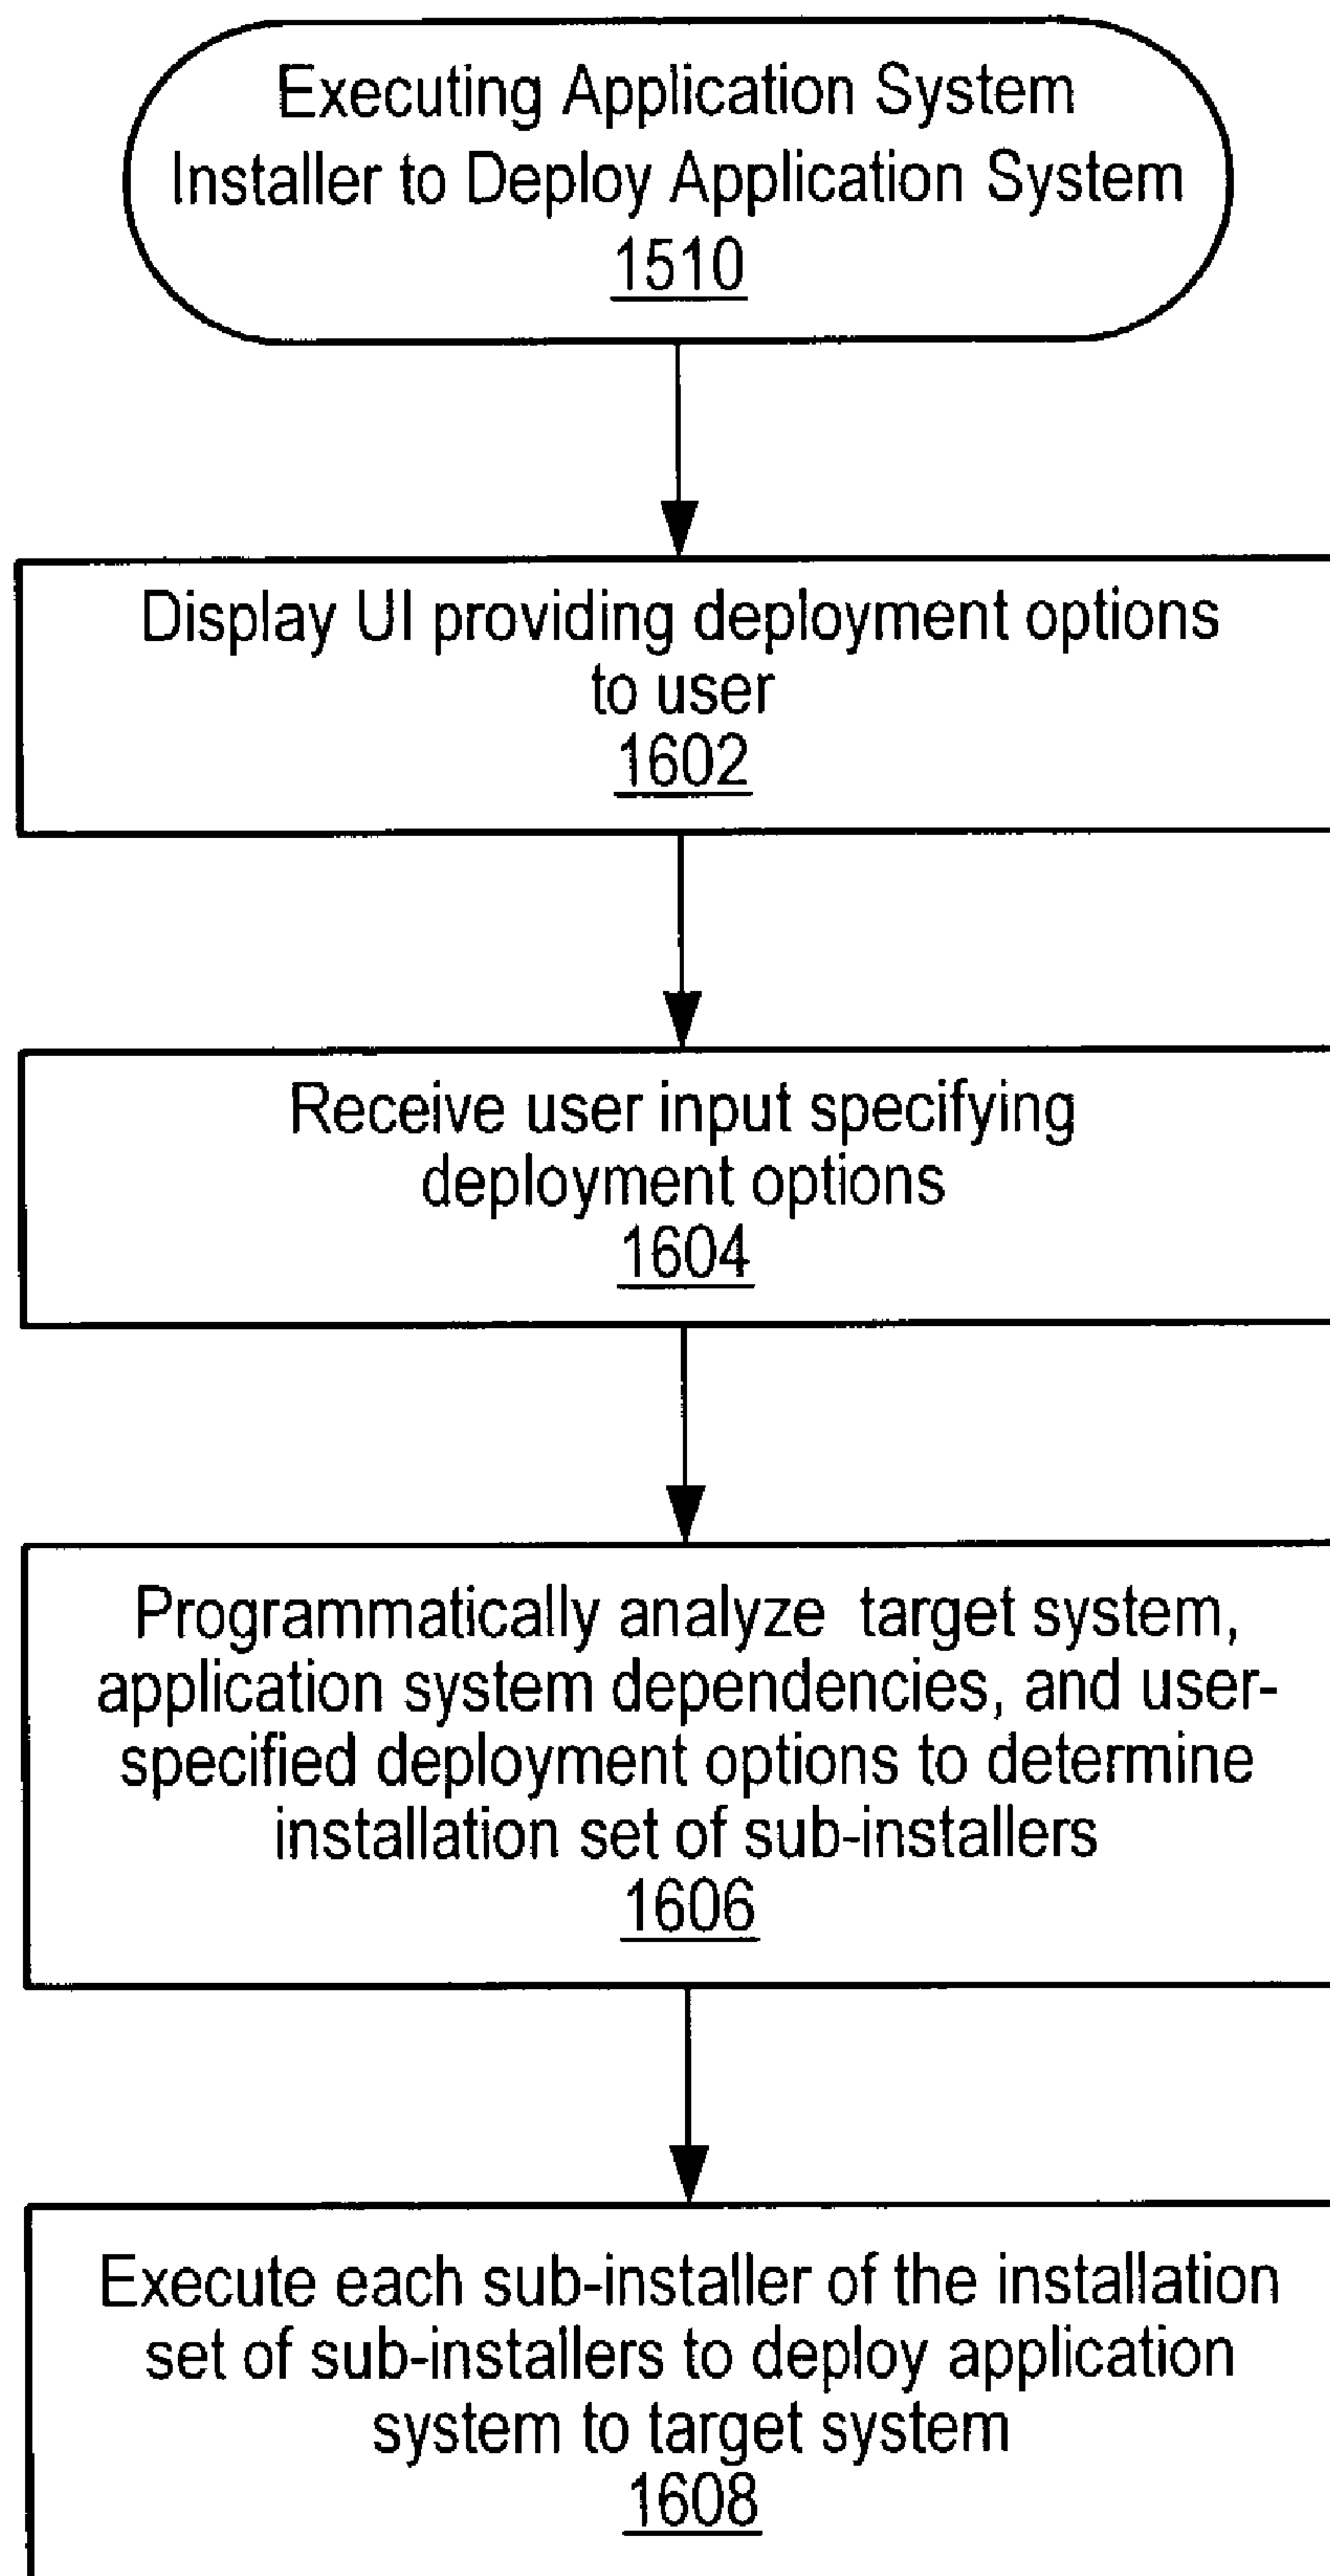 Executing Application System
Installer to Deploy Application System
1510
Display UI providing deployment options
to user
1602
Receive user input specifying
deployment options
1604
Programmatically analyze target system,
application system dependencies, and user-
specified deployment options to determine
installation set of sub-installers
1606
Execute each sub-installer of the installation
set of sub-installers to deploy application
system to target system
1608